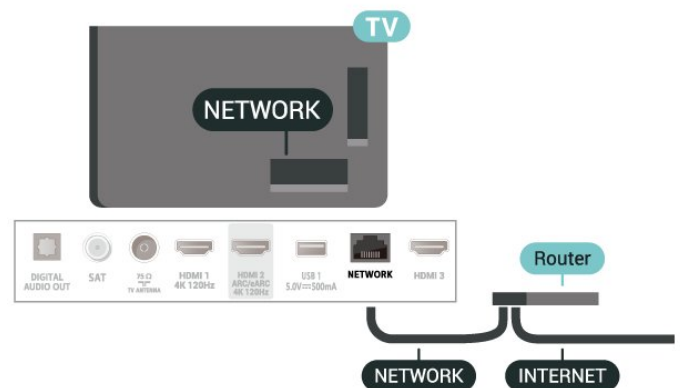 TV
NETWORK
DIGITAL
AUDIO OUT
SAT
75 Ω
TV ANTENNA
HDMI 1
4K 120Hz
HDMI 2
ARC/eARC
4K 120Hz
USB 1
5.0V⎓500mA
NETWORK
HDMI 3
Router
NETWORK
INTERNET